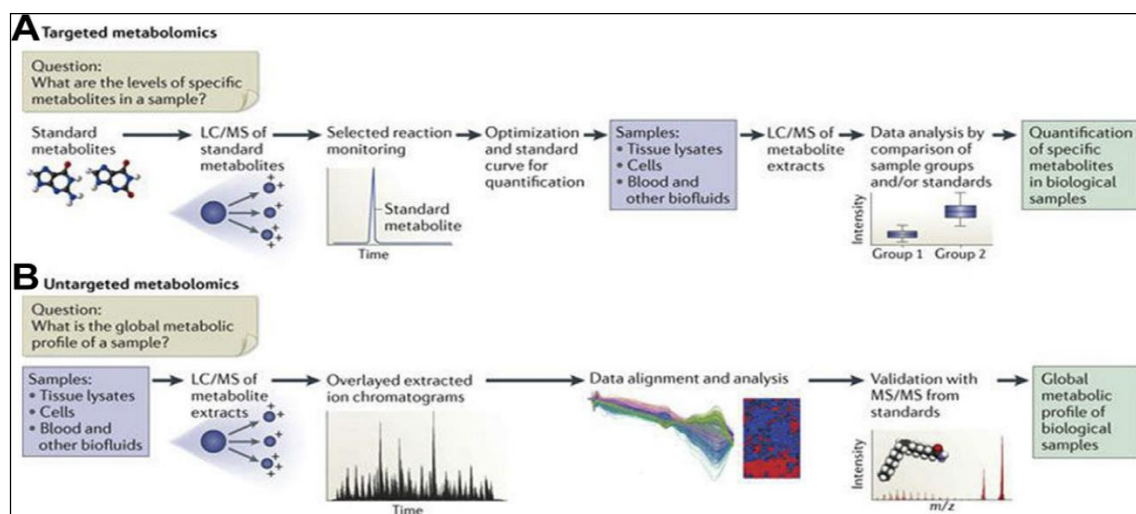 A
Targeted metabolomics
Question:
What are the levels of specific
metabolites in a sample?
Standard
metabolites
LC/MS of
standard
metabolites
+
+
+
+
+
+
Selected reaction
monitoring
Standard
metabolite
Time
Optimization
and standard
curve for
quantification
Samples:
• Tissue lysates
• Cells
• Blood and
other biofluids
LC/MS of
metabolite
extracts
Data analysis by
comparison of
sample groups
and/or standards
Intensity
Group 1
Group 2
Quantification
of specific
metabolites
in biological
samples
B
Untargeted metabolomics
Question:
What is the global metabolic
profile of a sample?
Samples:
• Tissue lysates
• Cells
• Blood and
other biofluids
LC/MS of
metabolite
extracts
+
+
+
+
+
+
Overlayed extracted
ion chromatograms
Time
Data alignment and analysis
Validation with
MS/MS from
standards
Intensity
m/z
Global
metabolic
profile of
biological
samples